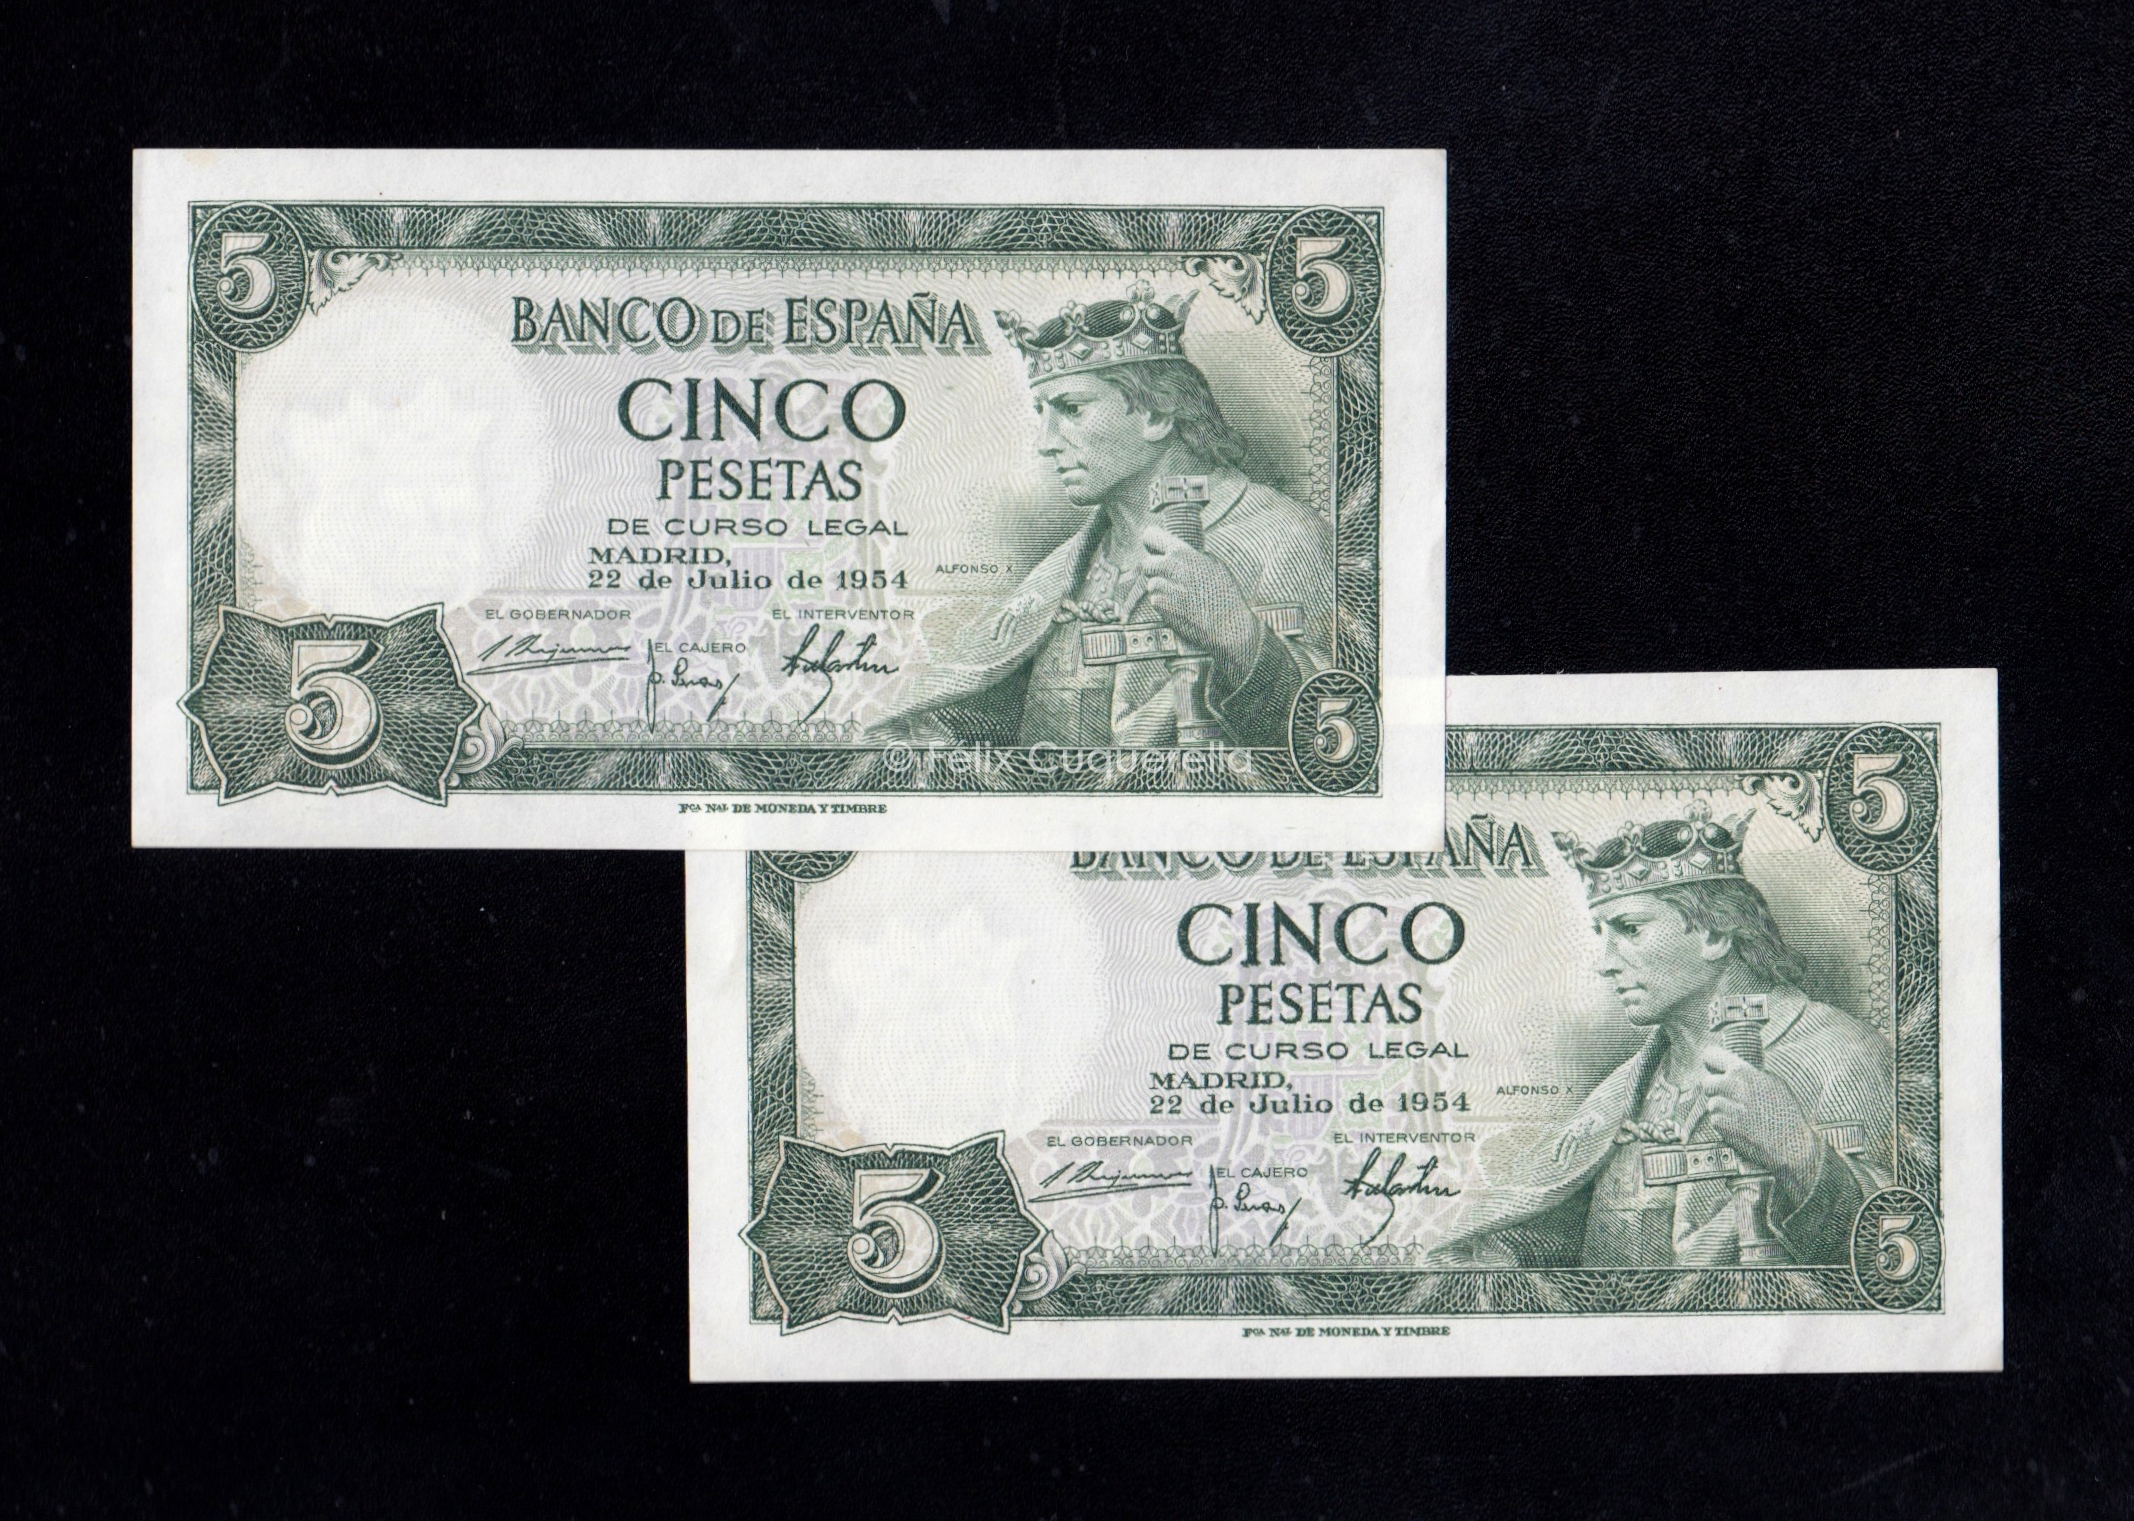 5
5
BANCO DE ESPAÑA
CINCO
PESETAS
DE CURSO LEGAL
MADRID,
22 de Julio de 1954
ALFONSO X
EL GOBERNADOR
EL INTERVENTOR
EL CAJERO
5
5
© Félix Cuquerella
Fca Nal DE MONEDA Y TIMBRE
5
BANCO DE ESPAÑA
CINCO
PESETAS
DE CURSO LEGAL
MADRID,
22 de Julio de 1954
ALFONSO X
EL GOBERNADOR
EL INTERVENTOR
EL CAJERO
5
5
Fca Nal DE MONEDA Y TIMBRE